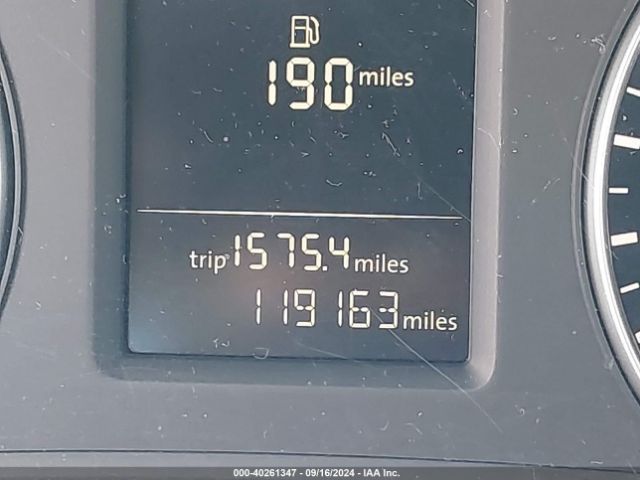 190 miles
trip 1575.4 miles
119163 miles
000-40261347 - 09/16/2024 - IAA Inc.